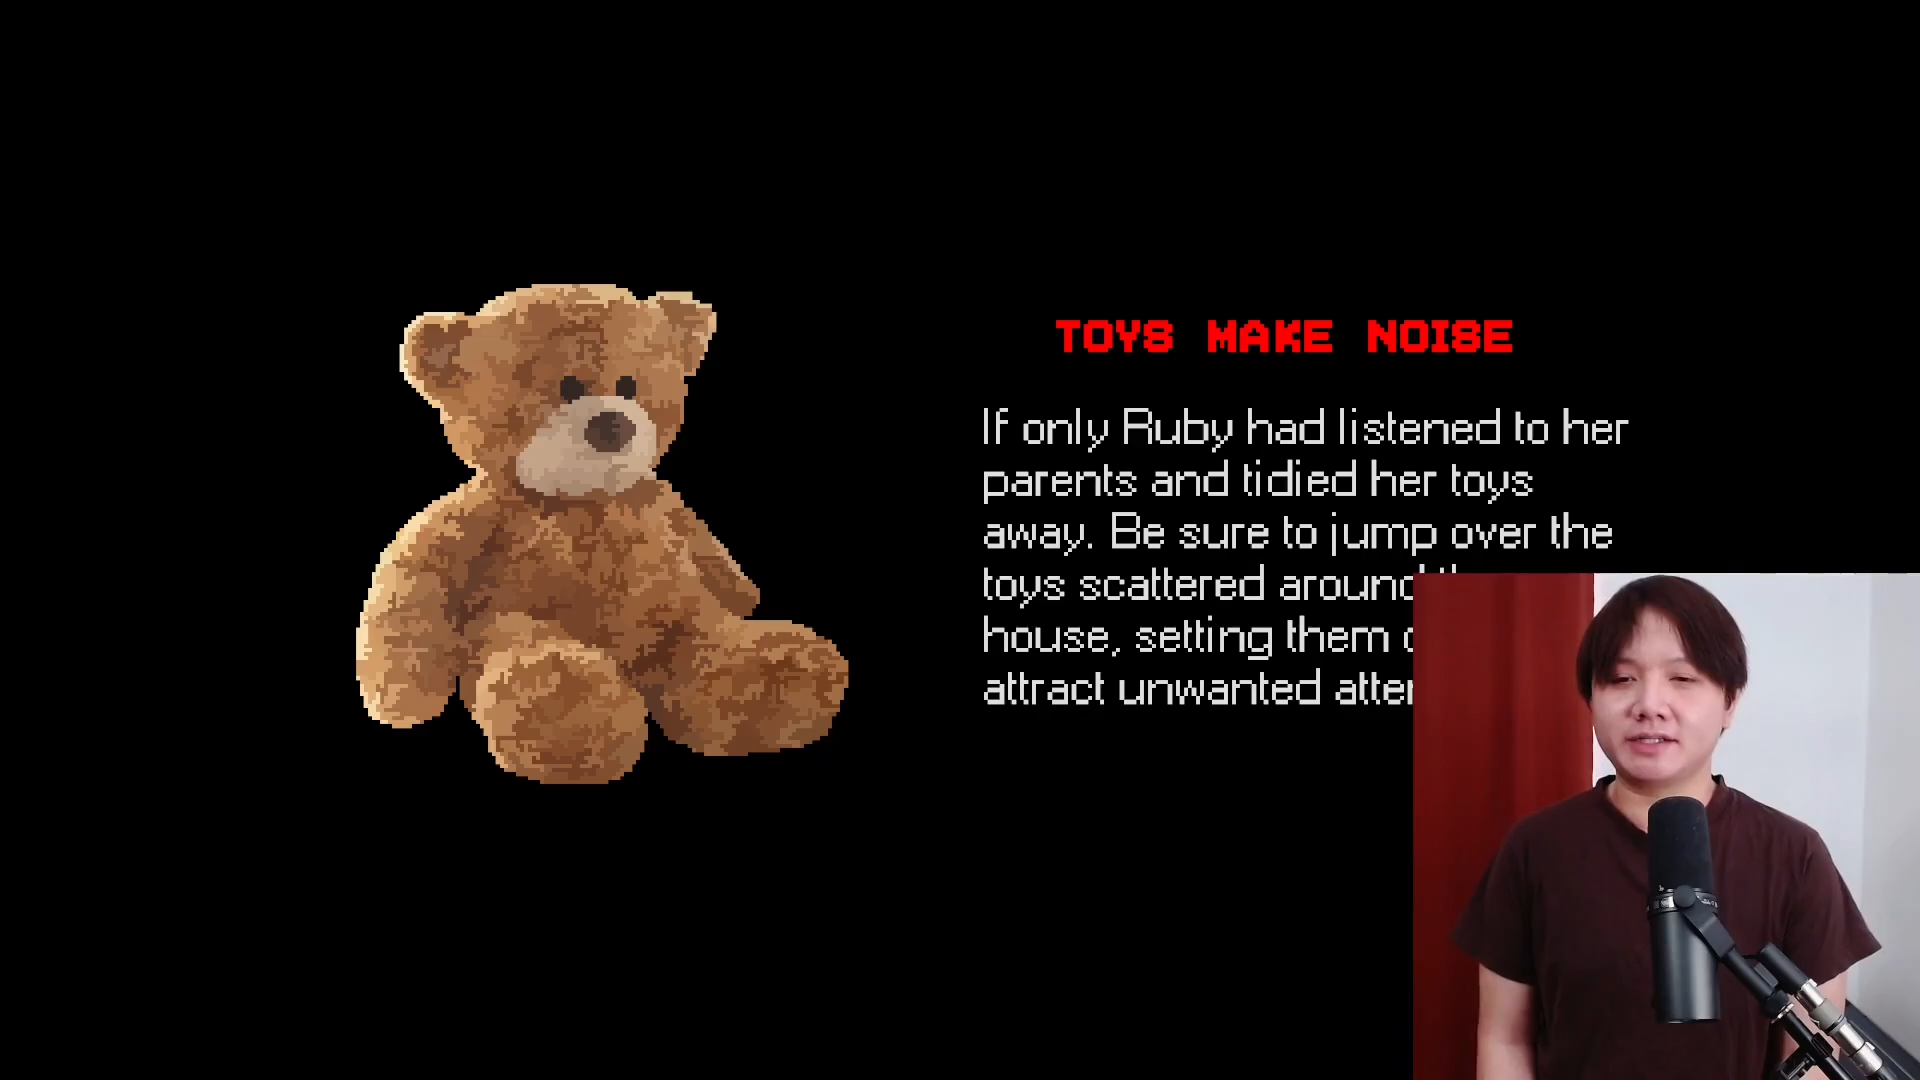 TOYS MAKE NOISE
If only Ruby had listened to her
parents and tidied her toys
away. Be sure to jump over the
toys scattered around
house, setting them
attract unwanted